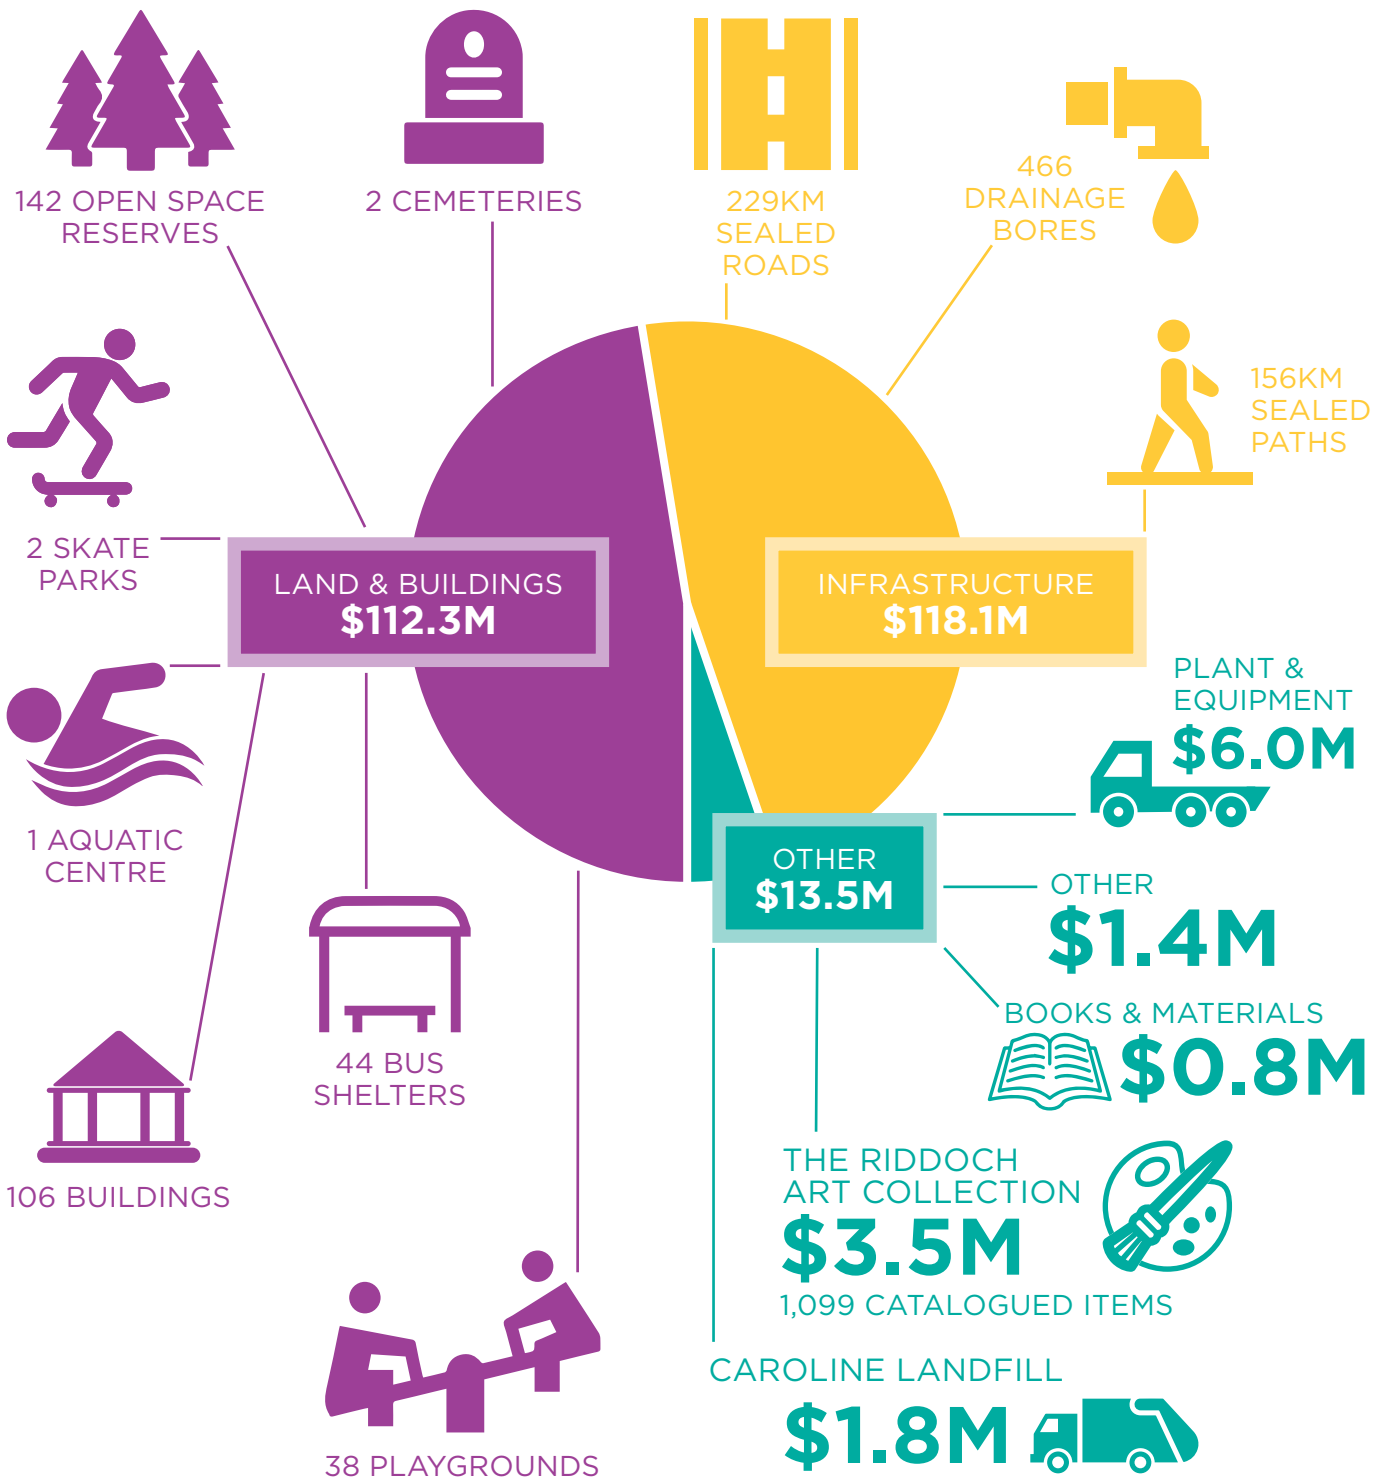 142 OPEN SPACE
RESERVES
2 CEMETERIES
229KM
SEALED
ROADS
466
DRAINAGE
BORES
156KM
SEALED
PATHS
2 SKATE
PARKS
LAND & BUILDINGS
$112.3M
INFRASTRUCTURE
$118.1M
PLANT &
EQUIPMENT
$6.0M
1 AQUATIC
CENTRE
OTHER
$13.5M
OTHER
$1.4M
BOOKS & MATERIALS
$0.8M
44 BUS
SHELTERS
106 BUILDINGS
THE RIDDOCH
ART COLLECTION
$3.5M
1,099 CATALOGUED ITEMS
CAROLINE LANDFILL
$1.8M
38 PLAYGROUNDS